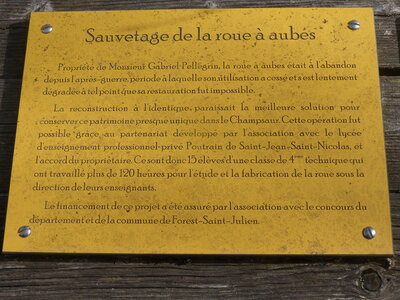 Sauvetage de la roue à aubes
Propriété de Monsieur Gabriel Pellegrin, la roue à aubes était à l'abandon
depuis l'après-guerre, période à laquelle son utilisation a cessé et s'est lentement
dégradée à tel point que sa restauration fut impossible.
La reconstruction à l'identique paraissait la meilleure solution pour
conserver ce patrimoine presque unique dans le Champsaur. Cette opération fut
possible grâce au partenariat développé par l'association avec le lycée
d'enseignement professionnel privé Poutrain de Saint-Jean-Saint-Nicolas, et
l'accord du propriétaire. Ce sont donc 15 élèves d'une classe de 4ème technique qui
ont travaillé plus de 120 heures pour l'étude et la fabrication de la roue sous la
direction de leurs enseignants.
Le financement de ce projet a été assuré par l'association avec le concours du
département et de la commune de Forest-Saint-Julien.